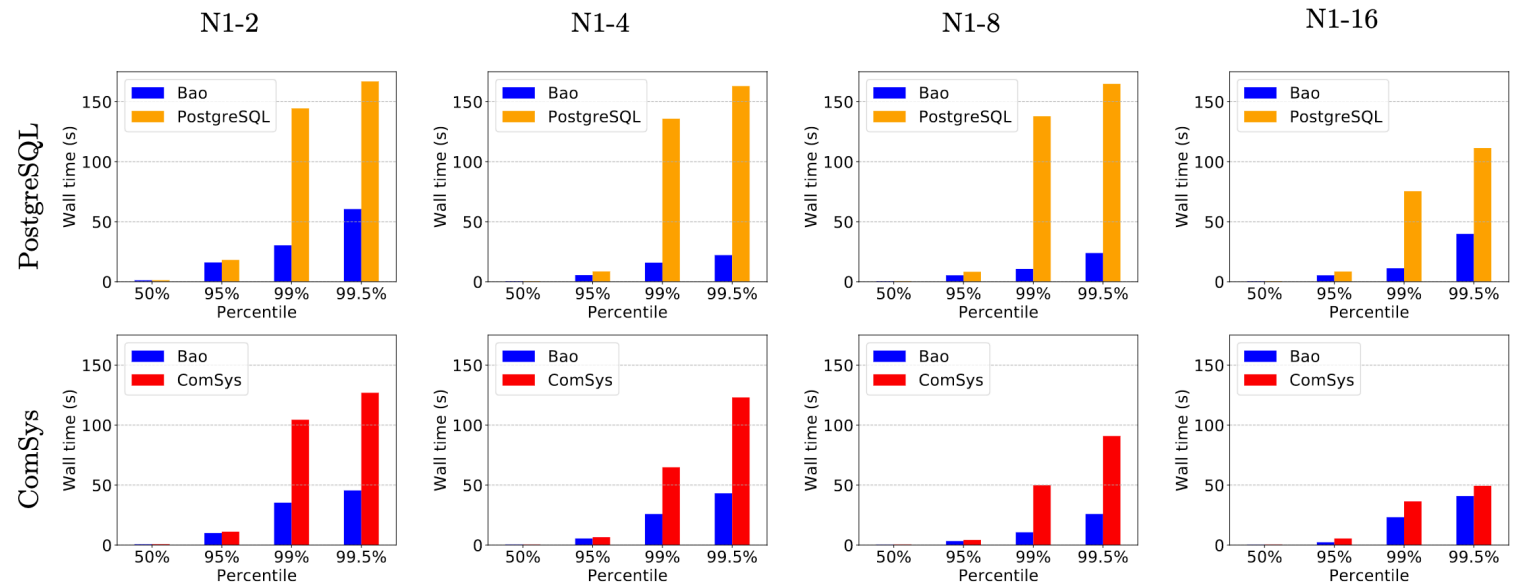 N1-2 N1-4 N1-8 N1-16
PostgreSQL
Wall time (s)
150
100
50
0
Bao
PostgreSQL
50% 95% 99% 99.5%
Percentile
Wall time (s)
150
100
50
0
Bao
PostgreSQL
50% 95% 99% 99.5%
Percentile
Wall time (s)
150
100
50
0
Bao
PostgreSQL
50% 95% 99% 99.5%
Percentile
Wall time (s)
150
100
50
0
Bao
PostgreSQL
50% 95% 99% 99.5%
Percentile
ComSys
Wall time (s)
150
100
50
0
Bao
ComSys
50% 95% 99% 99.5%
Percentile
Wall time (s)
150
100
50
0
Bao
ComSys
50% 95% 99% 99.5%
Percentile
Wall time (s)
150
100
50
0
Bao
ComSys
50% 95% 99% 99.5%
Percentile
Wall time (s)
150
100
50
0
Bao
ComSys
50% 95% 99% 99.5%
Percentile